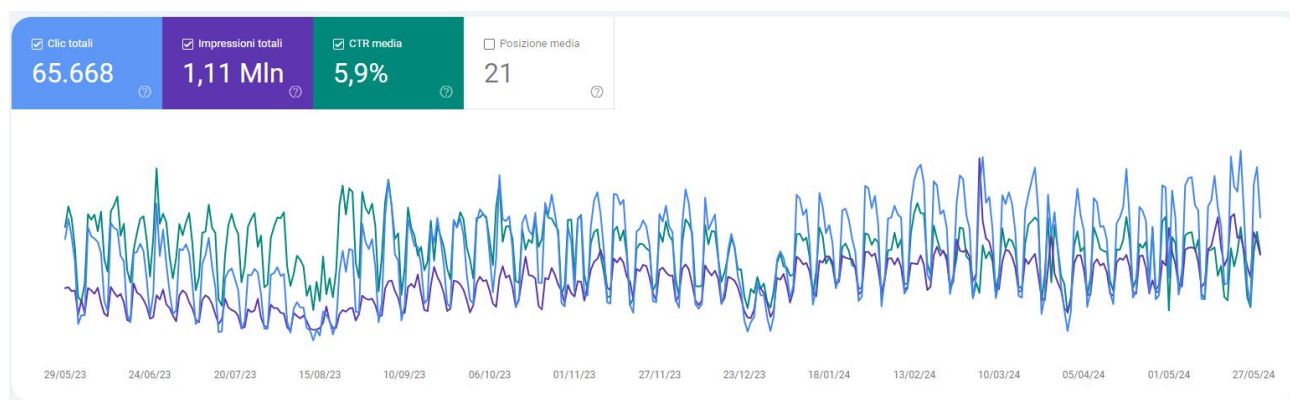 Clic totali
65.668
Impressioni totali
1,11 Mln
CTR media
5,9%
Posizione media
21
29/05/23 24/06/23 20/07/23 15/08/23 10/09/23 06/10/23 01/11/23 27/11/23 23/12/23 18/01/24 13/02/24 10/03/24 05/04/24 01/05/24 27/05/24